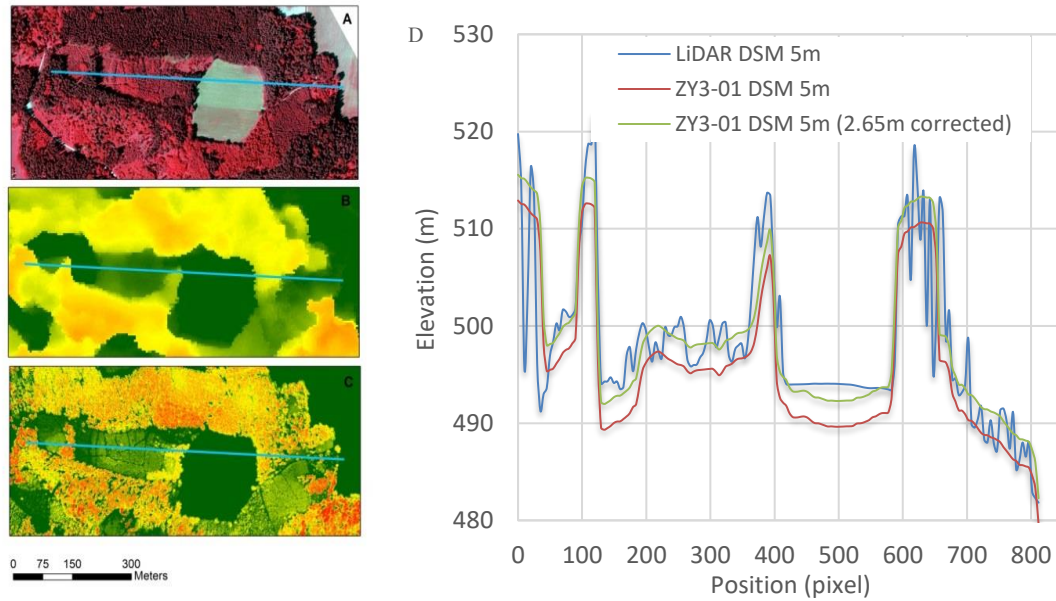 A
B
C
0 75 150 300
Meters
D
530
520
510
500
490
480
Elevation (m)
LiDAR DSM 5m
ZY3-01 DSM 5m
ZY3-01 DSM 5m (2.65m corrected)
0 100 200 300 400 500 600 700 800
Position (pixel)